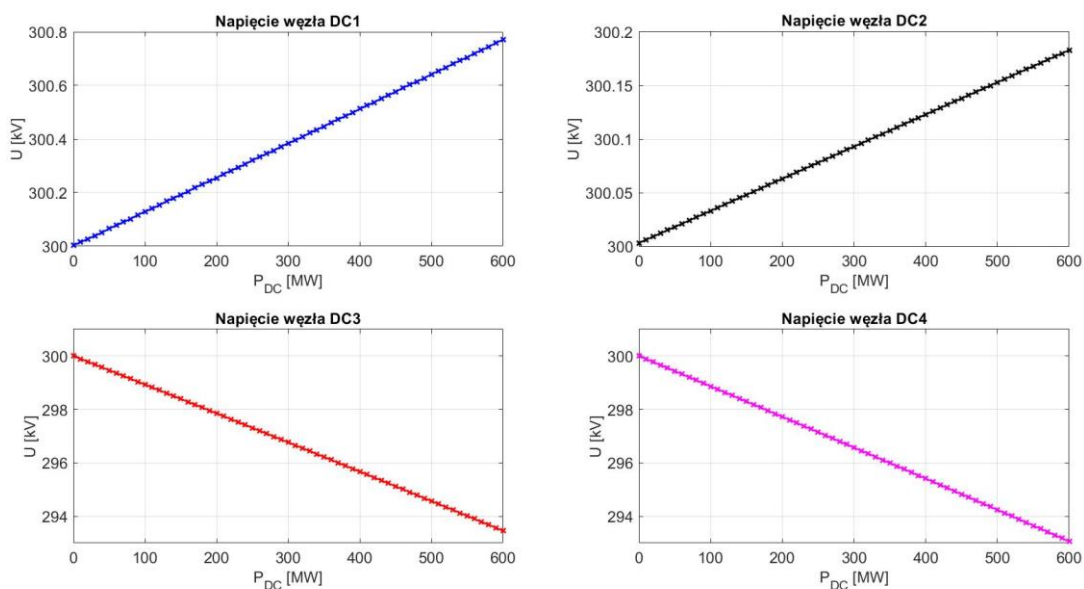 Napięcie węzła DC1
300.8
300.6
300.4
300.2
300
U [kV]
0 100 200 300 400 500 600
P_DC [MW]
Napięcie węzła DC2
300.2
300.15
300.1
300.05
300
U [kV]
0 100 200 300 400 500 600
P_DC [MW]
Napięcie węzła DC3
300
298
296
294
U [kV]
0 100 200 300 400 500 600
P_DC [MW]
Napięcie węzła DC4
300
298
296
294
U [kV]
0 100 200 300 400 500 600
P_DC [MW]